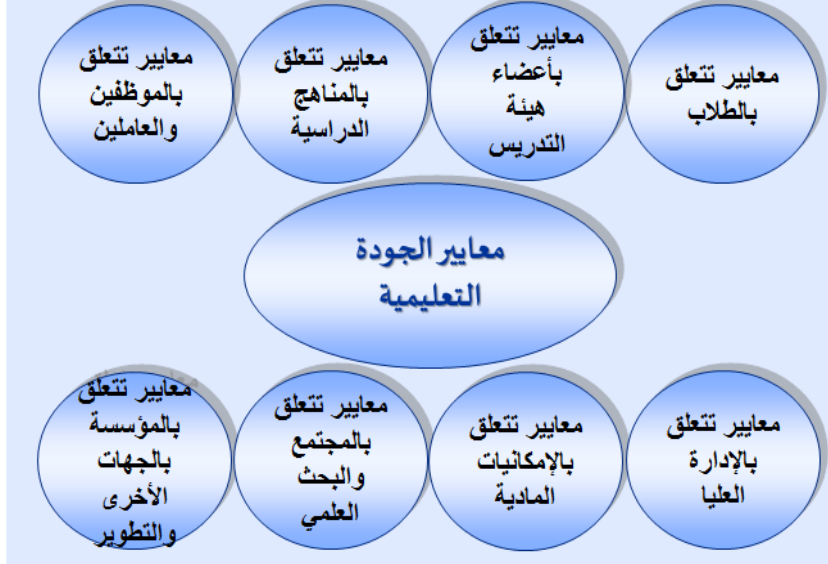 معايير تتعلق
بالطلاب
معايير تتعلق
بأعضاء
هيئة
التدريس
معايير تتعلق
بالمناهج
الدراسية
معايير تتعلق
بالموظفين
والعاملين
معايير الجودة
التعليمية
معايير تتعلق
بالإدارة
العليا
معايير تتعلق
بالإمكانيات
المادية
معايير تتعلق
بالمجتمع
والبحث
العلمي
معايير تتعلق
بالمؤسسة
بالجهات
الأخرى
والتطوير